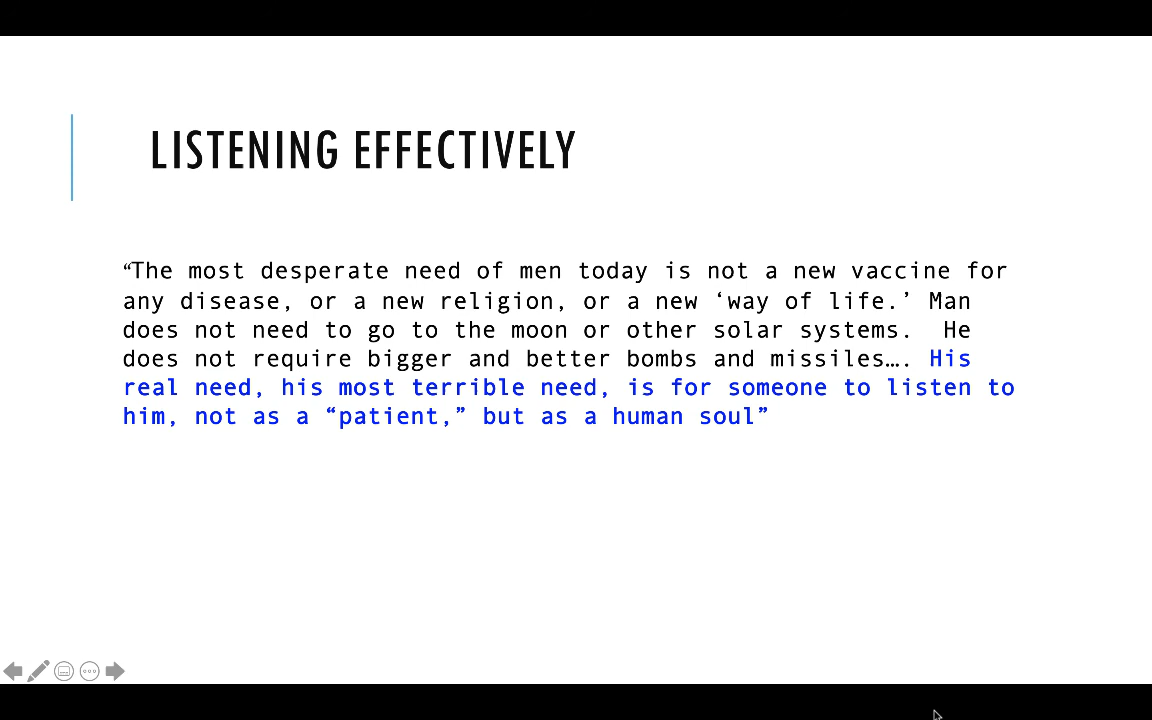 LISTENING EFFECTIVELY
“The most desperate need of men today is not a new vaccine for
any disease, or a new religion, or a new ‘way of life.’ Man
does not need to go to the moon or other solar systems.  He
does not require bigger and better bombs and missiles…. His
real need, his most terrible need, is for someone to listen to
him, not as a “patient,” but as a human soul”